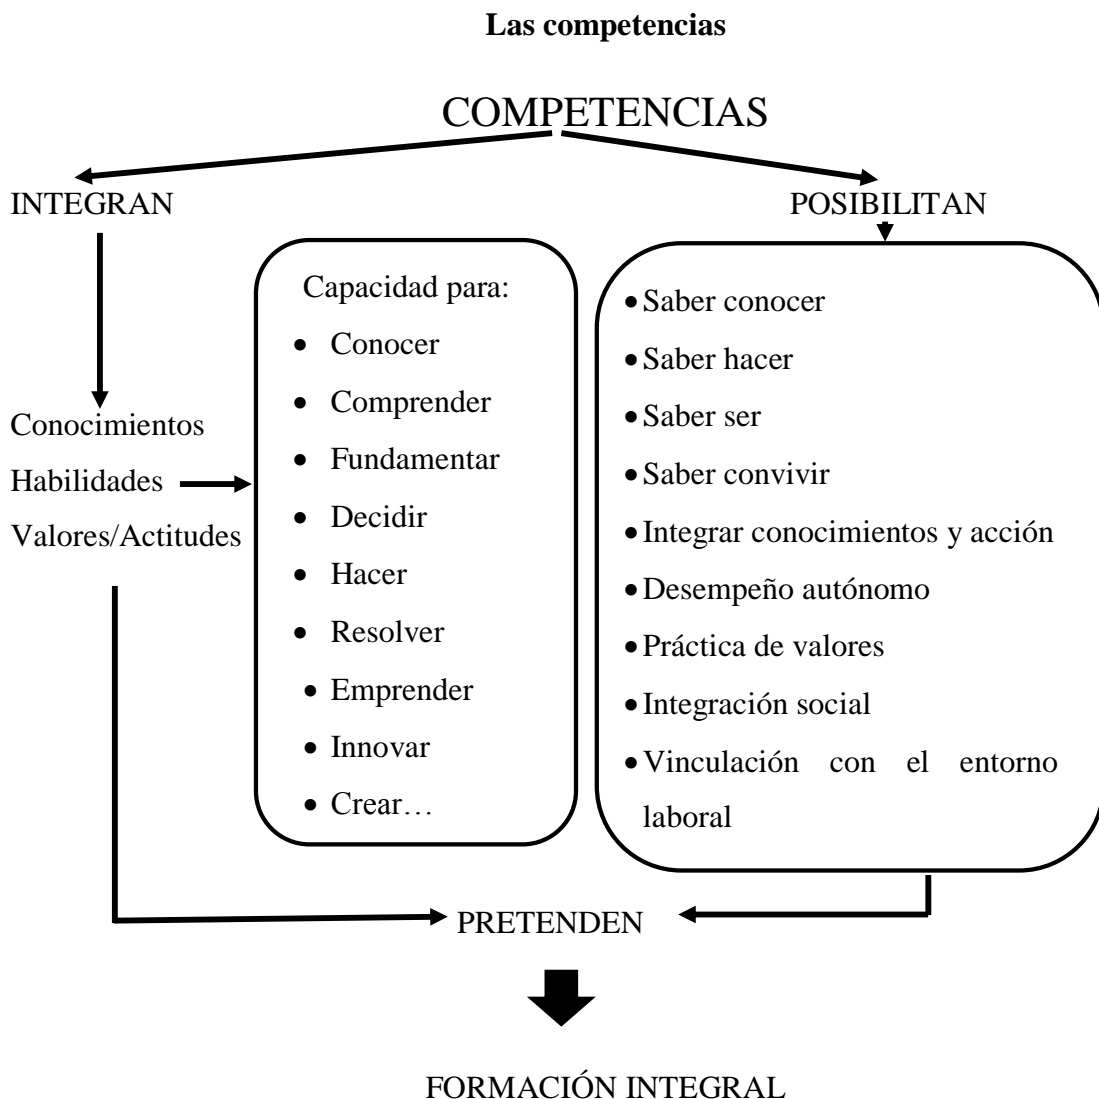 Las competencias
COMPETENCIAS
INTEGRAN
POSIBILITAN
Conocimientos
Habilidades
Valores/Actitudes
Capacidad para:
• Conocer
• Comprender
• Fundamentar
• Decidir
• Hacer
• Resolver
• Emprender
• Innovar
• Crear…
• Saber conocer
• Saber hacer
• Saber ser
• Saber convivir
• Integrar conocimientos y acción
• Desempeño autónomo
• Práctica de valores
• Integración social
• Vinculación con el entorno
laboral
PRETENDEN
FORMACIÓN INTEGRAL